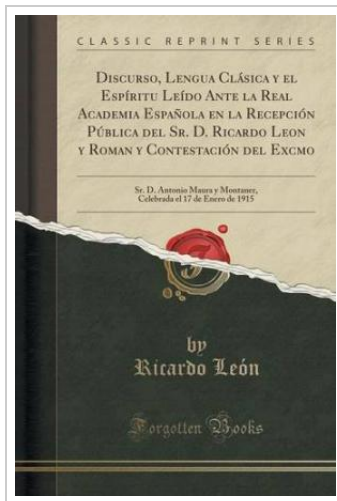 CLASSIC REPRINT SERIES
DISCURSO, LENGUA CLÁSICA Y EL
ESPÍRITU LEÍDO ANTE LA REAL
ACADEMIA ESPAÑOLA EN LA RECEPCIÓN
PÚBLICA DEL SR. D. RICARDO LEON
Y ROMAN Y CONTESTACIÓN DEL EXCMO
Sr. D. Antonio Maura y Montaner,
Celebrada el 17 de Enero de 1915
by
Ricardo León
Forgotten Books